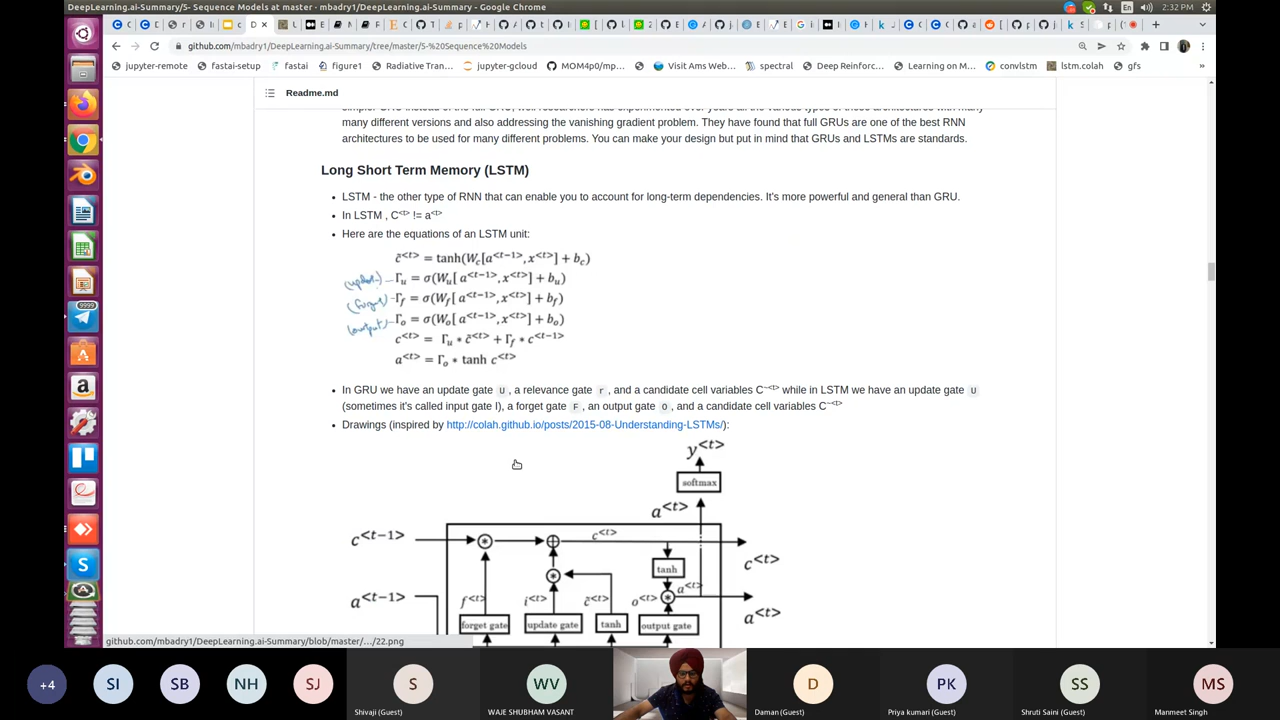 DeepLearning.ai-Summary/5- Sequence Models at master · mbadry1/DeepLearning.ai-Summary - Google Chrome
En
2:32 PM
github.com/mbadry1/DeepLearning.ai-Summary/tree/master/5-%20Sequence%20Models
jupyter-remote
fastai-setup
fastai
figure1
Radiative Tran...
jupyter-gcloud
MOM4p0/mp...
Visit Ams Web...
spectral
Deep Reinforc...
Learning on M...
convlstm
lstm.colah
gfs
»
Readme.md
many different versions and also addressing the vanishing gradient problem. They have found that full GRUs are one of the best RNN
architectures to be used for many different problems. You can make your design but put in mind that GRUs and LSTMs are standards.
Long Short Term Memory (LSTM)
• LSTM - the other type of RNN that can enable you to account for long-term dependencies. It's more powerful and general than GRU.
• In LSTM , C<t> != a<t>
• Here are the equations of an LSTM unit:
c̃<t> = tanh(Wc[a<t-1>, x<t>] + bc)
(update) Γu = σ(Wu[ a<t-1>, x<t>] + bu)
(forget) Γf = σ(Wf[ a<t-1>, x<t>] + bf)
(output) Γo = σ(Wo[ a<t-1>, x<t>] + bo)
c<t> = Γu * c̃<t> + Γf * c<t-1>
a<t> = Γo * tanh c<t>
• In GRU we have an update gate U , a relevance gate r , and a candidate cell variables C~<t> while in LSTM we have an update gate U
(sometimes it's called input gate I), a forget gate F , an output gate O , and a candidate cell variables C~<t>
• Drawings (inspired by http://colah.github.io/posts/2015-08-Understanding-LSTMs/):
y<t>
softmax
a<t>
c<t-1>
c<t>
c<t>
tanh
a<t-1>
a<t>
a<t>
f<t>
i<t>
c̃<t>
o<t>
forget gate
update gate
tanh
output gate
github.com/mbadry1/DeepLearning.ai-Summary/blob/master/.../22.png
+4
SI
SB
NH
SJ
S
WV
D
PK
SS
MS
Shivaji (Guest)
WAJE SHUBHAM VASANT
Daman (Guest)
Priya kumari (Guest)
Shruti Saini (Guest)
Manmeet Singh